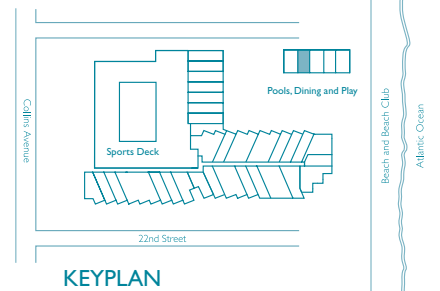 Collins Avenue
Sports Deck
Pools, Dining and Play
Beach and Beach Club
Atlantic Ocean
22nd Street
KEYPLAN